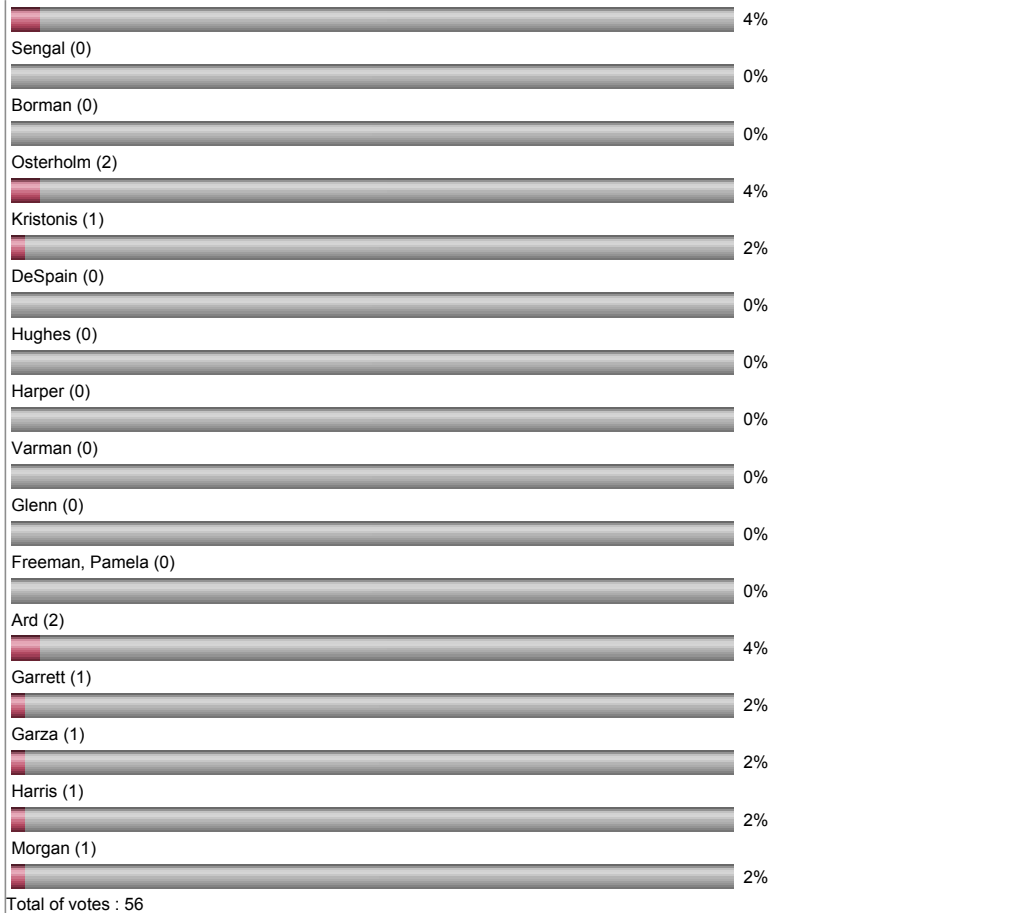 4%
Sengal (0)
0%
Borman (0)
0%
Osterholm (2)
4%
Kristonis (1)
2%
DeSpain (0)
0%
Hughes (0)
0%
Harper (0)
0%
Varman (0)
0%
Glenn (0)
0%
Freeman, Pamela (0)
0%
Ard (2)
4%
Garrett (1)
2%
Garza (1)
2%
Harris (1)
2%
Morgan (1)
2%
Total of votes : 56